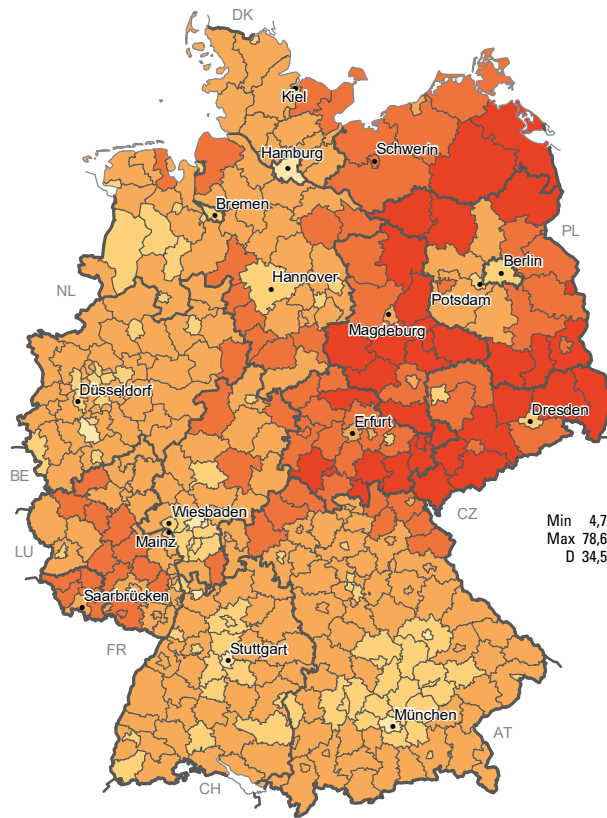 DK
Kiel
Hamburg
Schwerin
Bremen
PL
Berlin
Hannover
NL
Potsdam
Magdeburg
Düsseldorf
Dresden
Erfurt
BE
CZ
Wiesbaden
Min 4,7
Mainz
Max 78,6
LU
D 34,5
Saarbrücken
FR
Stuttgart
München
AT
CH